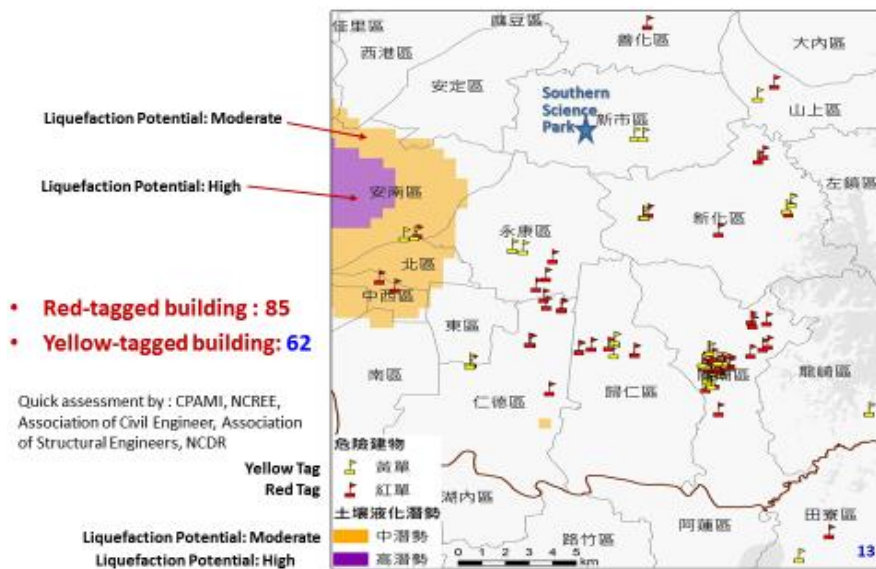 Liquefaction Potential: Moderate
Liquefaction Potential: High
• Red-tagged building : 85
• Yellow-tagged building: 62
Quick assessment by : CPAMI, NCREE,
Association of Civil Engineer, Association
of Structural Engineers, NCDR
Yellow Tag
Red Tag
Liquefaction Potential: Moderate
Liquefaction Potential: High
佳里區
西港區
麻豆區
善化區
大內區
安定區
Southern
Science
Park
新市區
山上區
安南區
左鎮區
永康區
新化區
北區
中西區
東區
南區
仁德區
歸仁區
龍崎區
危險建物
黃單
紅單
土壤液化潛勢
中潛勢
高潛勢
湖內區
路竹區
阿蓮區
田寮區
0 1 2 3 4 5
km
13